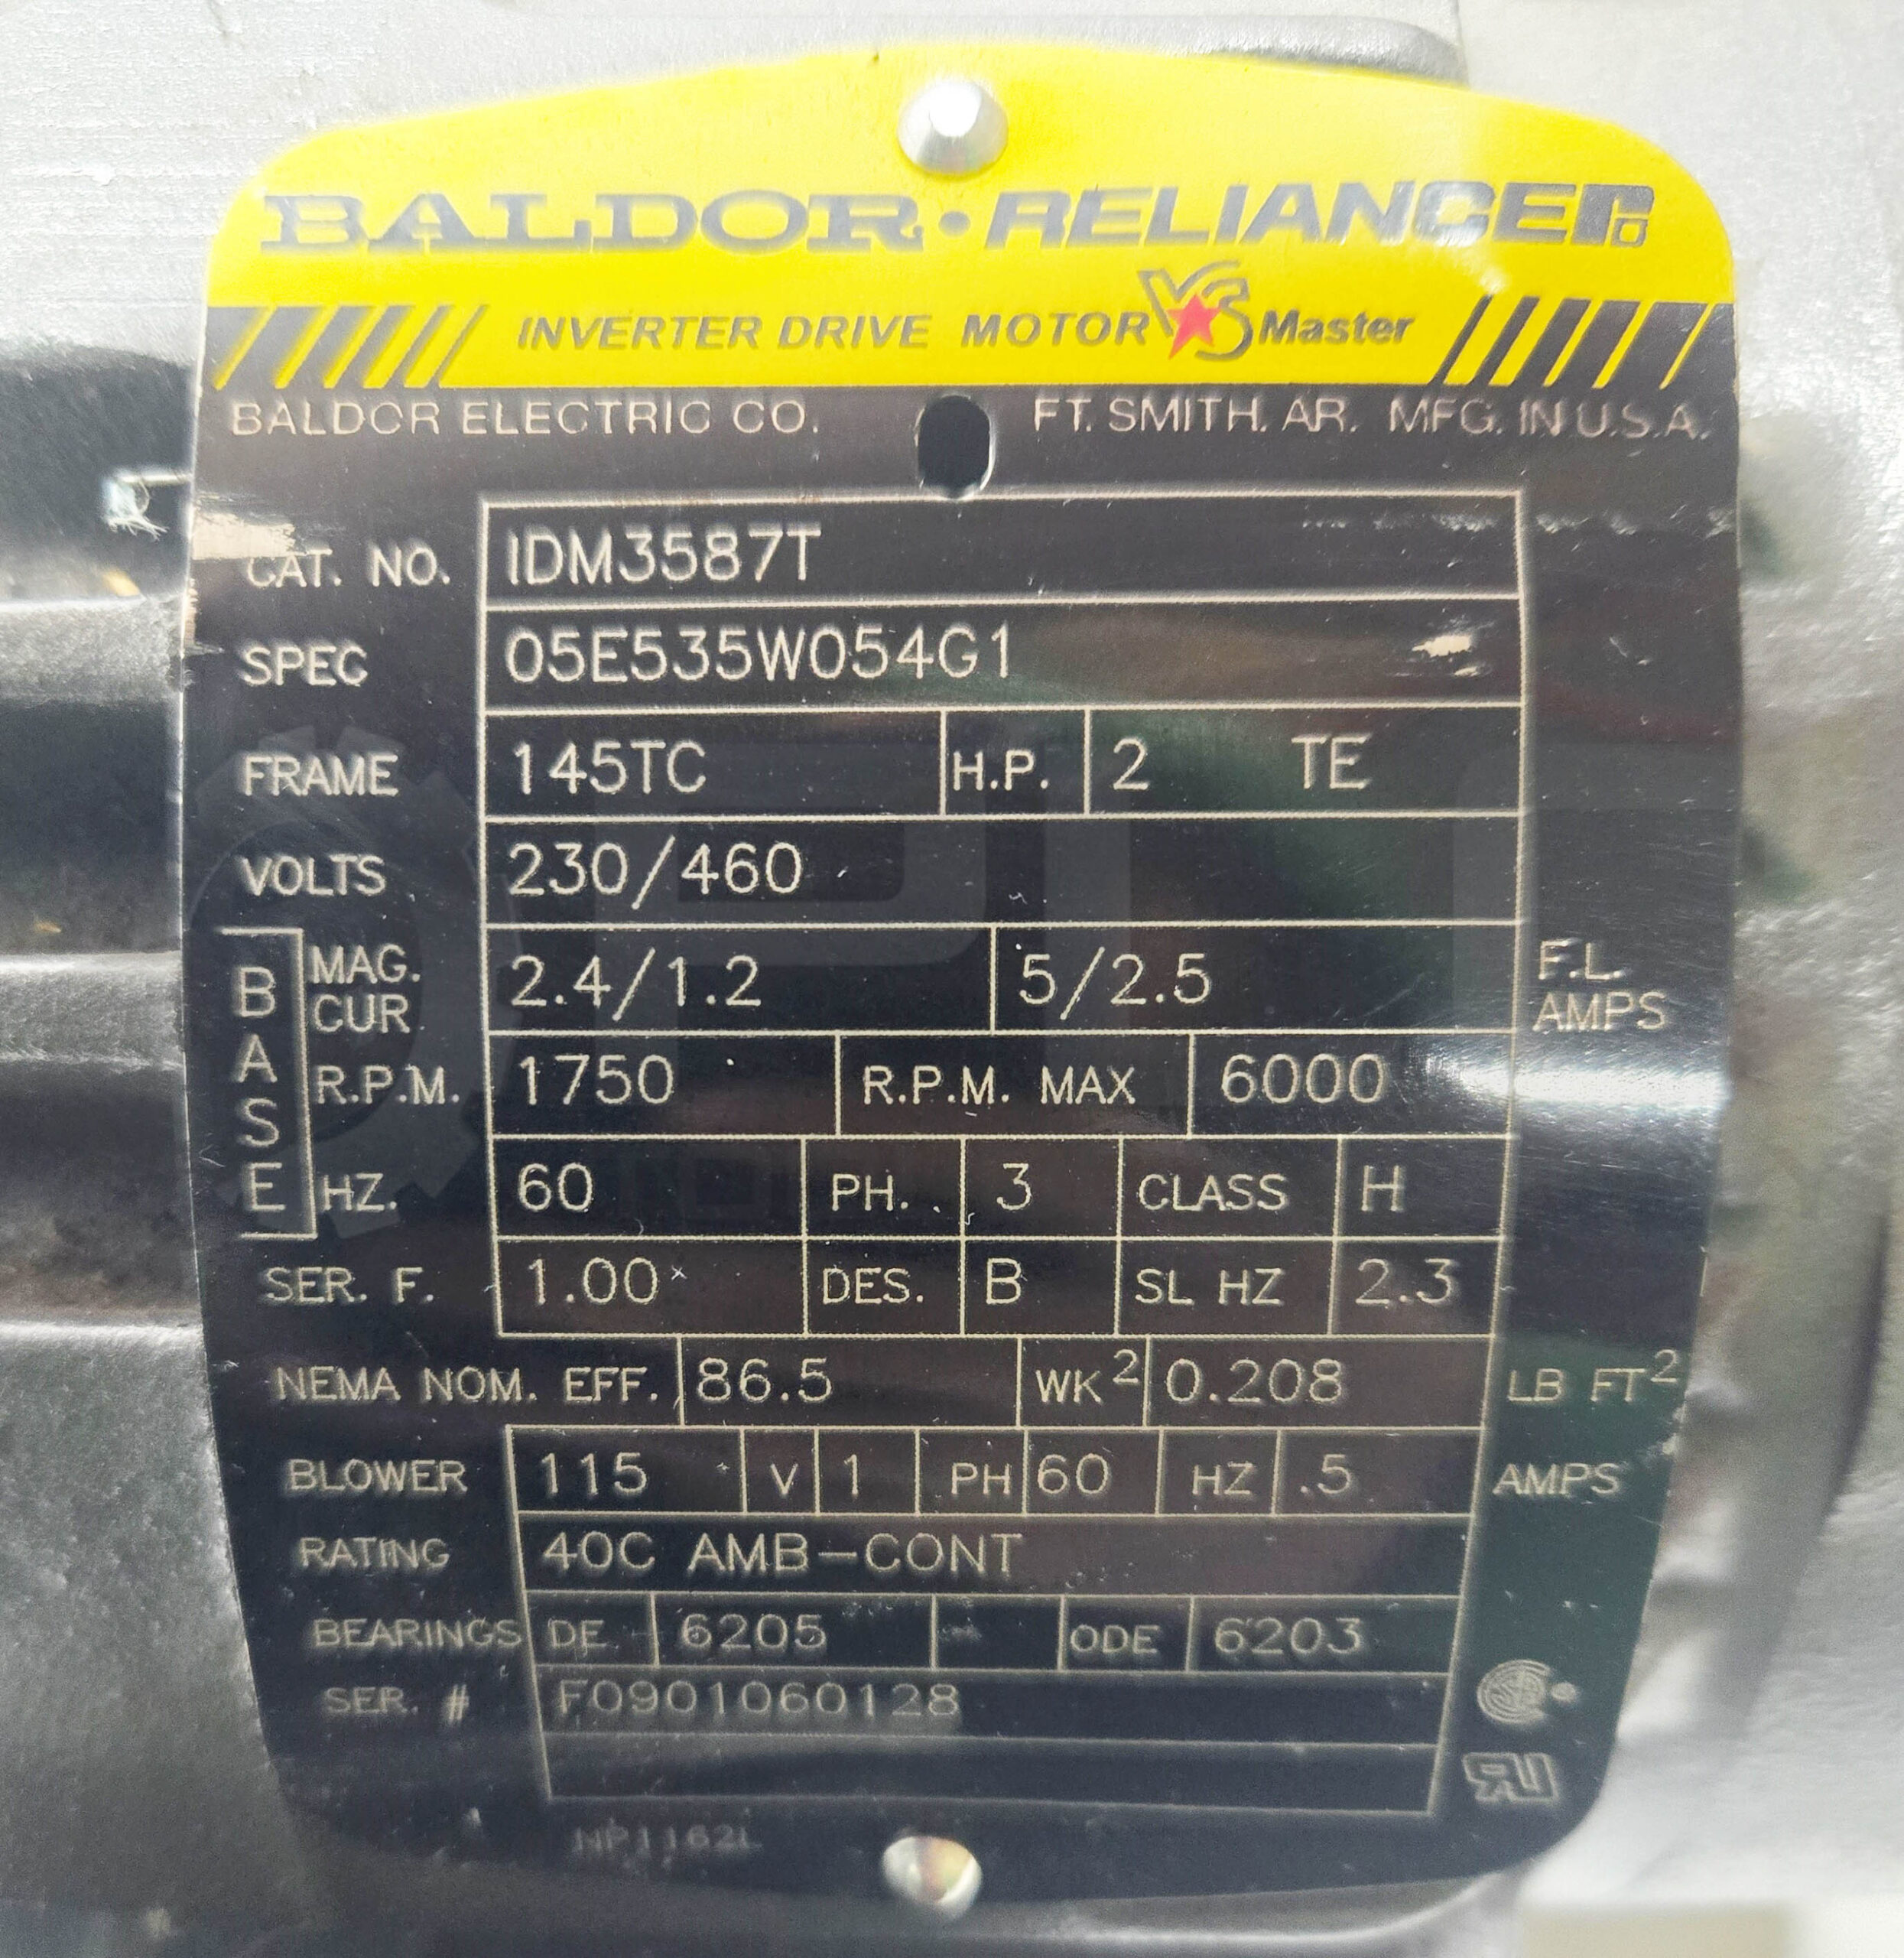 BALDOR • RELIANCER
INVERTER DRIVE MOTOR VS Master
BALDOR ELECTRIC CO. FT. SMITH. AR. MFG. IN U.S.A.
CAT. NO. IDM3587T
SPEC 05E535W054G1
FRAME 145TC H.P. 2 TE
VOLTS 230/460
BASE
MAG. CUR 2.4/1.2 5/2.5 F.L. AMPS
R.P.M. 1750 R.P.M. MAX 6000
HZ. 60 PH. 3 CLASS H
SER. F. 1.00 DES. B SL HZ 2.3
NEMA NOM. EFF. 86.5 WK² 0.208 LB FT²
BLOWER 115 V 1 PH 60 HZ .5 AMPS
RATING 40C AMB-CONT
BEARINGS DE 6205 - ODE 6203
SER. # F0901060128
NP1162L